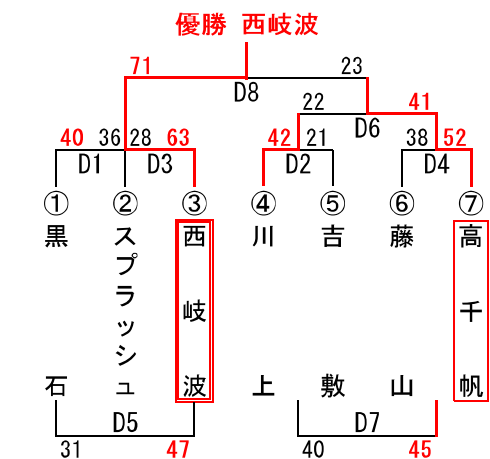 優勝 西岐波
71 23
D8
22 41
D6
40 36 28 63 42 21 38 52
D1 D3 D2 D4
① ② ③ ④ ⑤ ⑥ ⑦
黒石
スプラッシュ
西岐波
川上
吉敷
藤山
高千帆
D5 D7
31 47 40 45